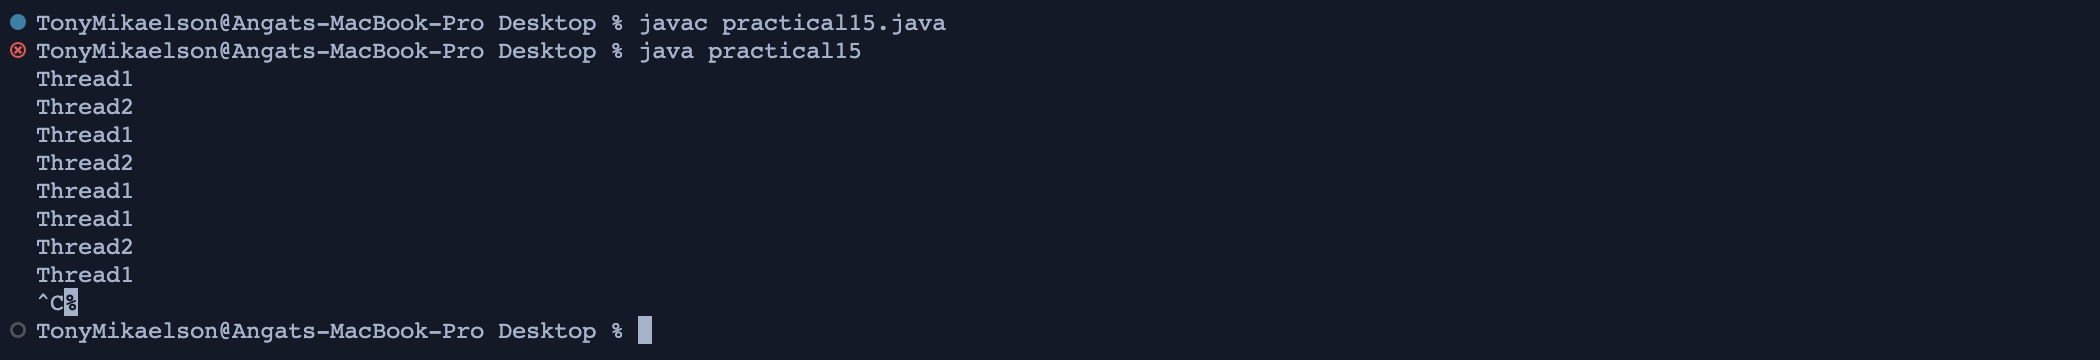 TonyMikaelson@Angats-MacBook-Pro Desktop % javac practical15.java
TonyMikaelson@Angats-MacBook-Pro Desktop % java practical15
Thread1
Thread2
Thread1
Thread2
Thread1
Thread1
Thread2
Thread1
^C%
TonyMikaelson@Angats-MacBook-Pro Desktop %